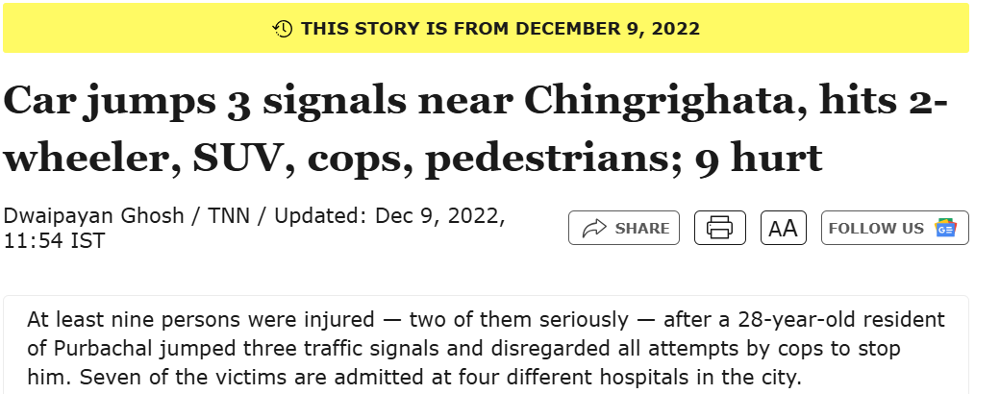 THIS STORY IS FROM DECEMBER 9, 2022
Car jumps 3 signals near Chingrighata, hits 2-
wheeler, SUV, cops, pedestrians; 9 hurt
Dwaipayan Ghosh / TNN / Updated: Dec 9, 2022,
11:54 IST
SHARE
AA
FOLLOW US
GE
At least nine persons were injured — two of them seriously — after a 28-year-old resident
of Purbachal jumped three traffic signals and disregarded all attempts by cops to stop
him. Seven of the victims are admitted at four different hospitals in the city.